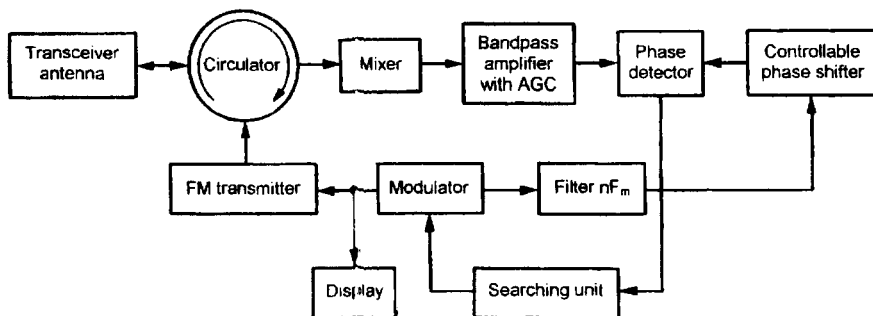 Transceiver
antenna
Circulator
Mixer
Bandpass
amplifier
with AGC
Phase
detector
Controllable
phase shifter
FM transmitter
Modulator
Filter nFm
Display
Searching unit